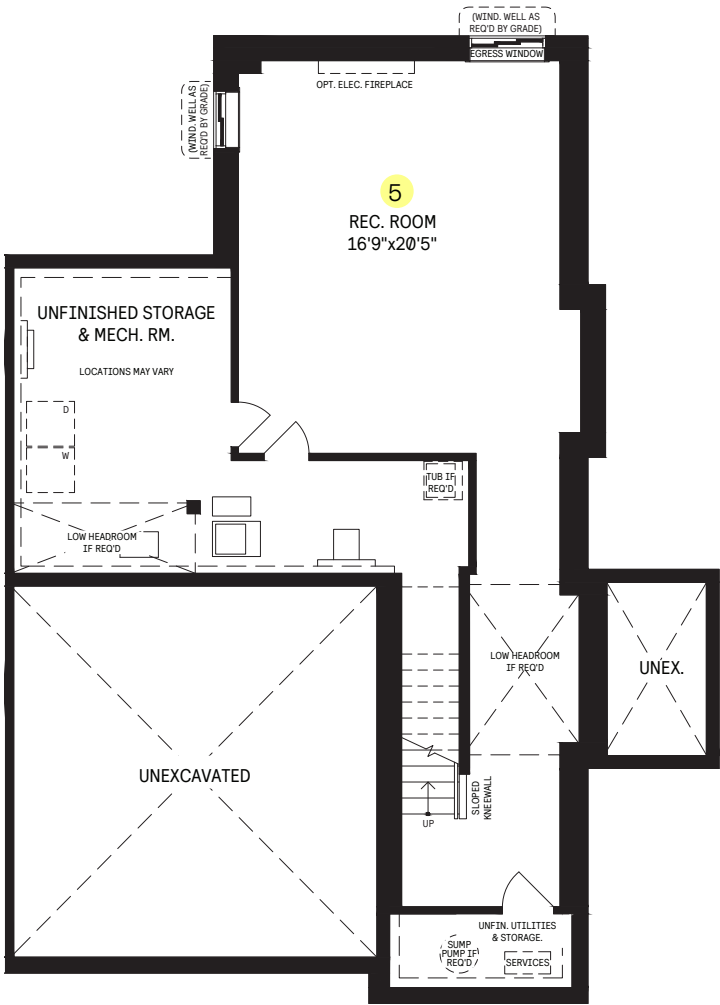 (WIND. WELL AS
REQ'D BY GRADE)
EGRESS WINDOW
OPT. ELEC. FIREPLACE
(WIND. WELL AS
REQ'D BY GRADE)
5
REC. ROOM
16'9"x20'5"
UNFINISHED STORAGE
& MECH. RM.
LOCATIONS MAY VARY
D
W
TUB IF
REQ'D
LOW HEADROOM
IF REQ'D
LOW HEADROOM
IF REQ'D
UNEX.
UNEXCAVATED
SLOPED
KNEEWALL
UP
UNFIN. UTILITIES
& STORAGE.
SUMP
PUMP IF
REQ'D
SERVICES